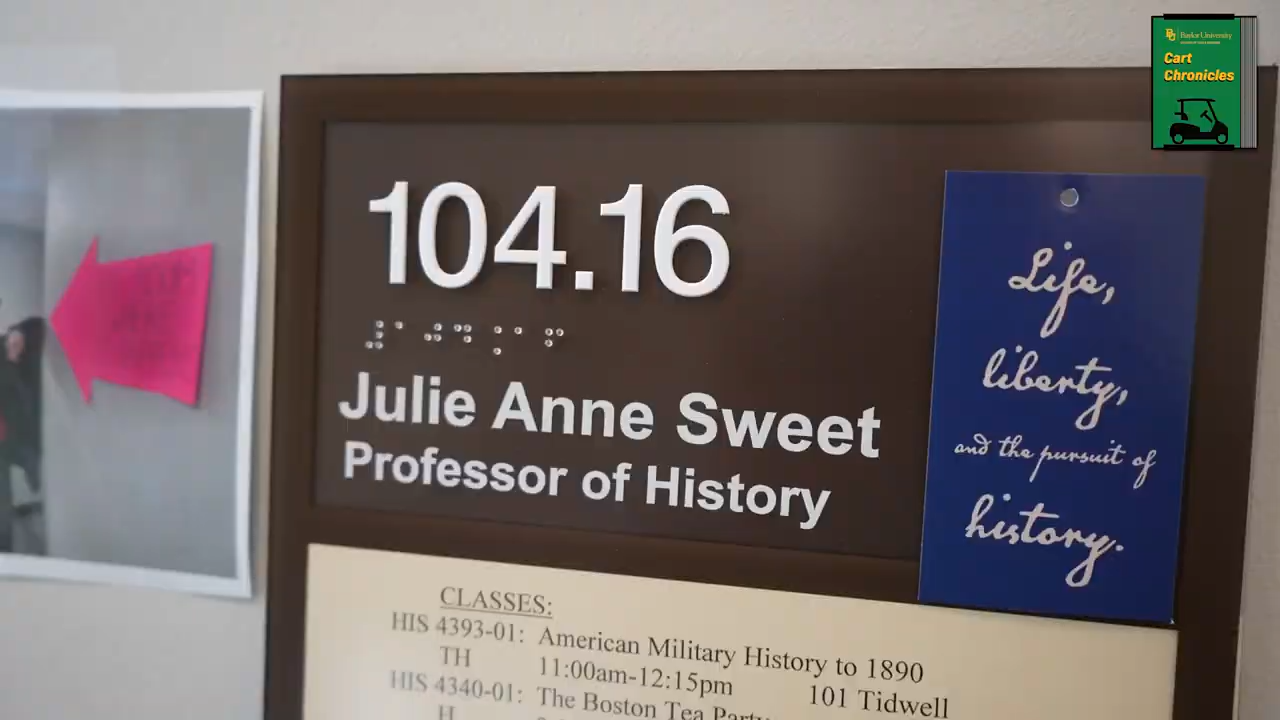 Baylor University
Cart
Chronicles
104.16
Julie Anne Sweet
Professor of History
Life,
liberty,
and the pursuit of
history.
CLASSES:
HIS 4393-01: American Military History to 1890
TH 11:00am-12:15pm 101 Tidwell
HIS 4340-01: The Boston Tea Party
H